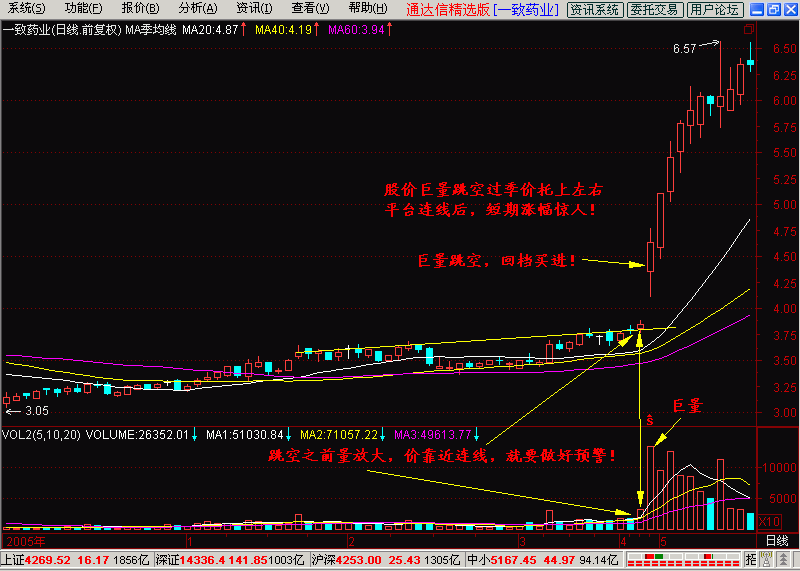 系统(S) 功能(F) 报价(B) 分析(A) 资讯(I) 查看(V) 帮助(H) 通达信精选版 [一致药业] 资讯系统 委托交易 用户论坛
一致药业(日线.前复权) MA季均线 MA20:4.87↑ MA40:4.19↑ MA60:3.94↑
6.57
6.50
6.25
6.00
5.75
5.50
股价巨量跳空过季价托上左右
平台连线后，短期涨幅惊人！
5.25
5.00
4.75
4.50
巨量跳空，回档买进！
4.25
4.00
3.75
3.50
3.25
3.00
←3.05
巨量
VOL2(5,10,20) VOLUME:26352.01↓ MA1:51030.84↓ MA2:71057.22↓ MA3:49613.77↓
跳空之前量放大，价靠近连线，就要做好预警！
10000
5000
X10
2005年 1 2 3 4 5 日线
上证4269.52 16.17 1856亿 深证14336.4 141.85 1003亿 沪深4253.00 25.43 1305亿 中小5167.45 44.97 94.14亿 招